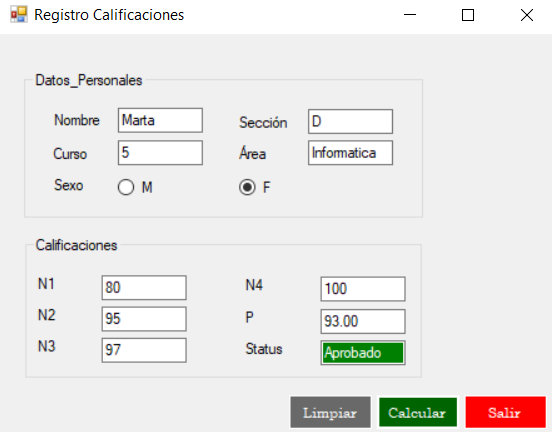 Registro Calificaciones
Datos_Personales
Nombre Marta Sección D
Curso 5 Área Informatica
Sexo M F
Calificaciones
N1 80 N4 100
N2 95 P 93.00
N3 97 Status Aprobado
Limpiar Calcular Salir